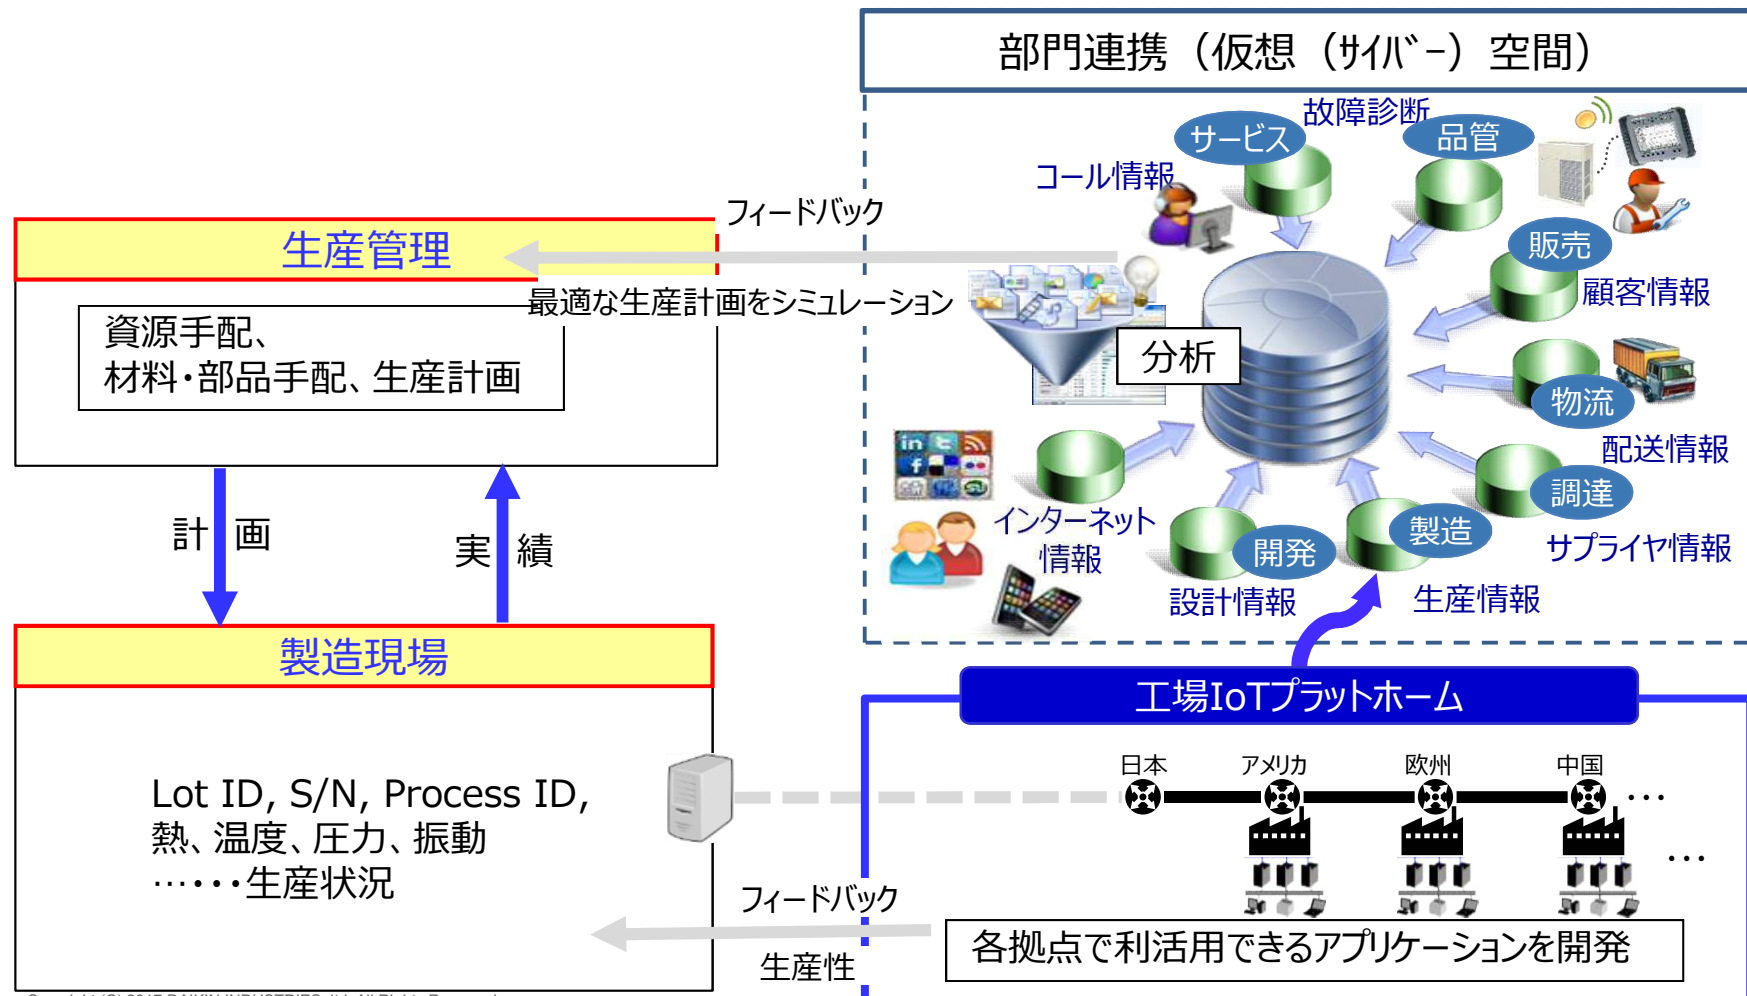 部門連携（仮想（ｻｲﾊﾞｰ）空間）
サービス
故障診断
品管
コール情報
販売
顧客情報
物流
配送情報
調達
サプライヤ情報
製造
生産情報
開発
設計情報
インターネット
情報
分析
フィードバック
最適な生産計画をシミュレーション
生産管理
資源手配、
材料・部品手配、生産計画
計画
実績
製造現場
Lot ID, S/N, Process ID,
熱、温度、圧力、振動
……・・・生産状況
工場IoTプラットホーム
日本
アメリカ
欧州
中国
…
…
フィードバック
生産性
各拠点で利活用できるアプリケーションを開発